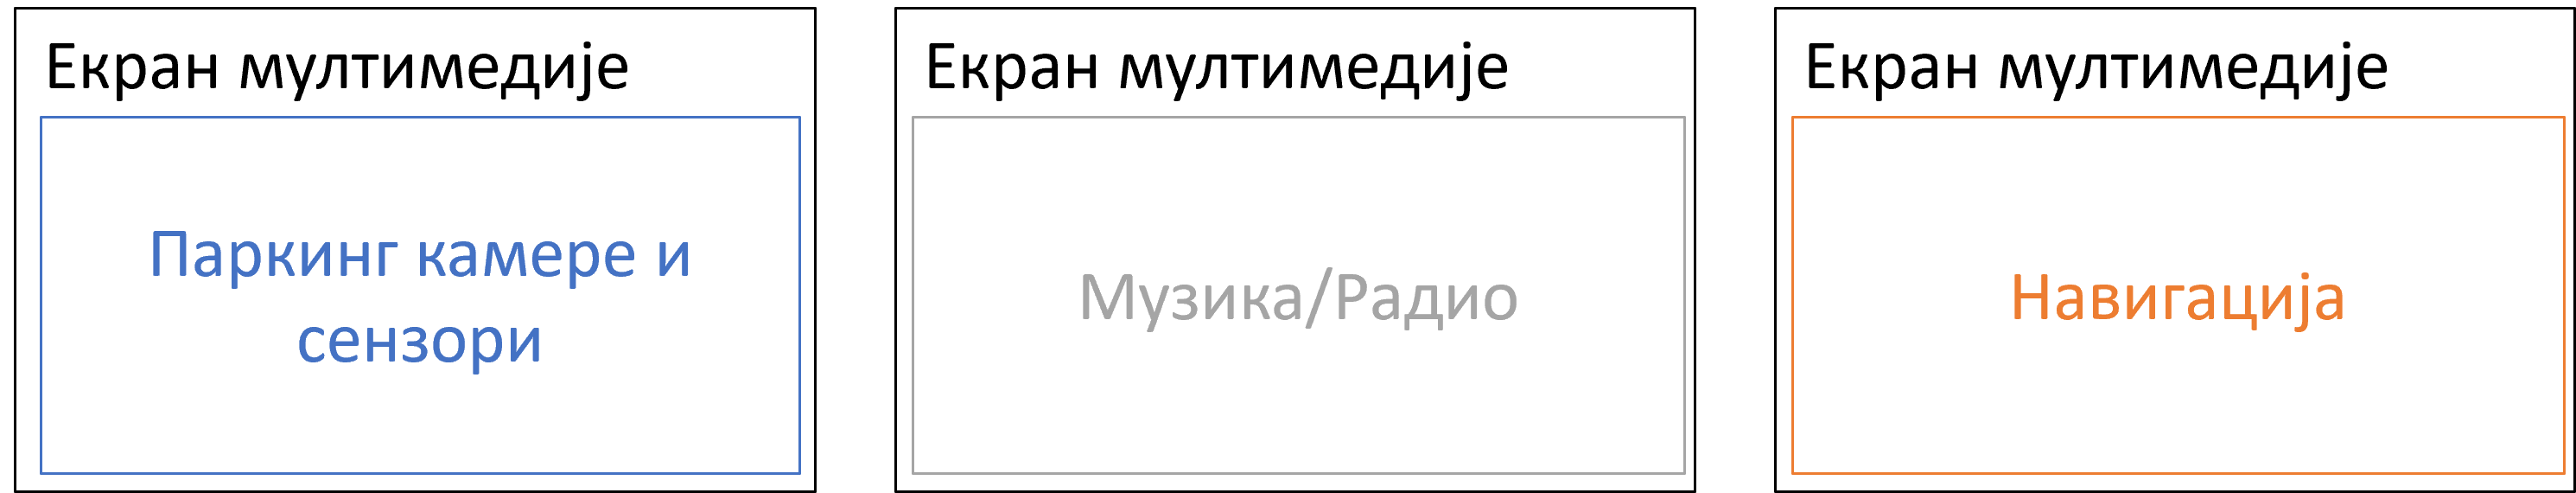 Екран мултимедије
Паркинг камере и
сензори
Екран мултимедије
Музика/Радио
Екран мултимедије
Навигација